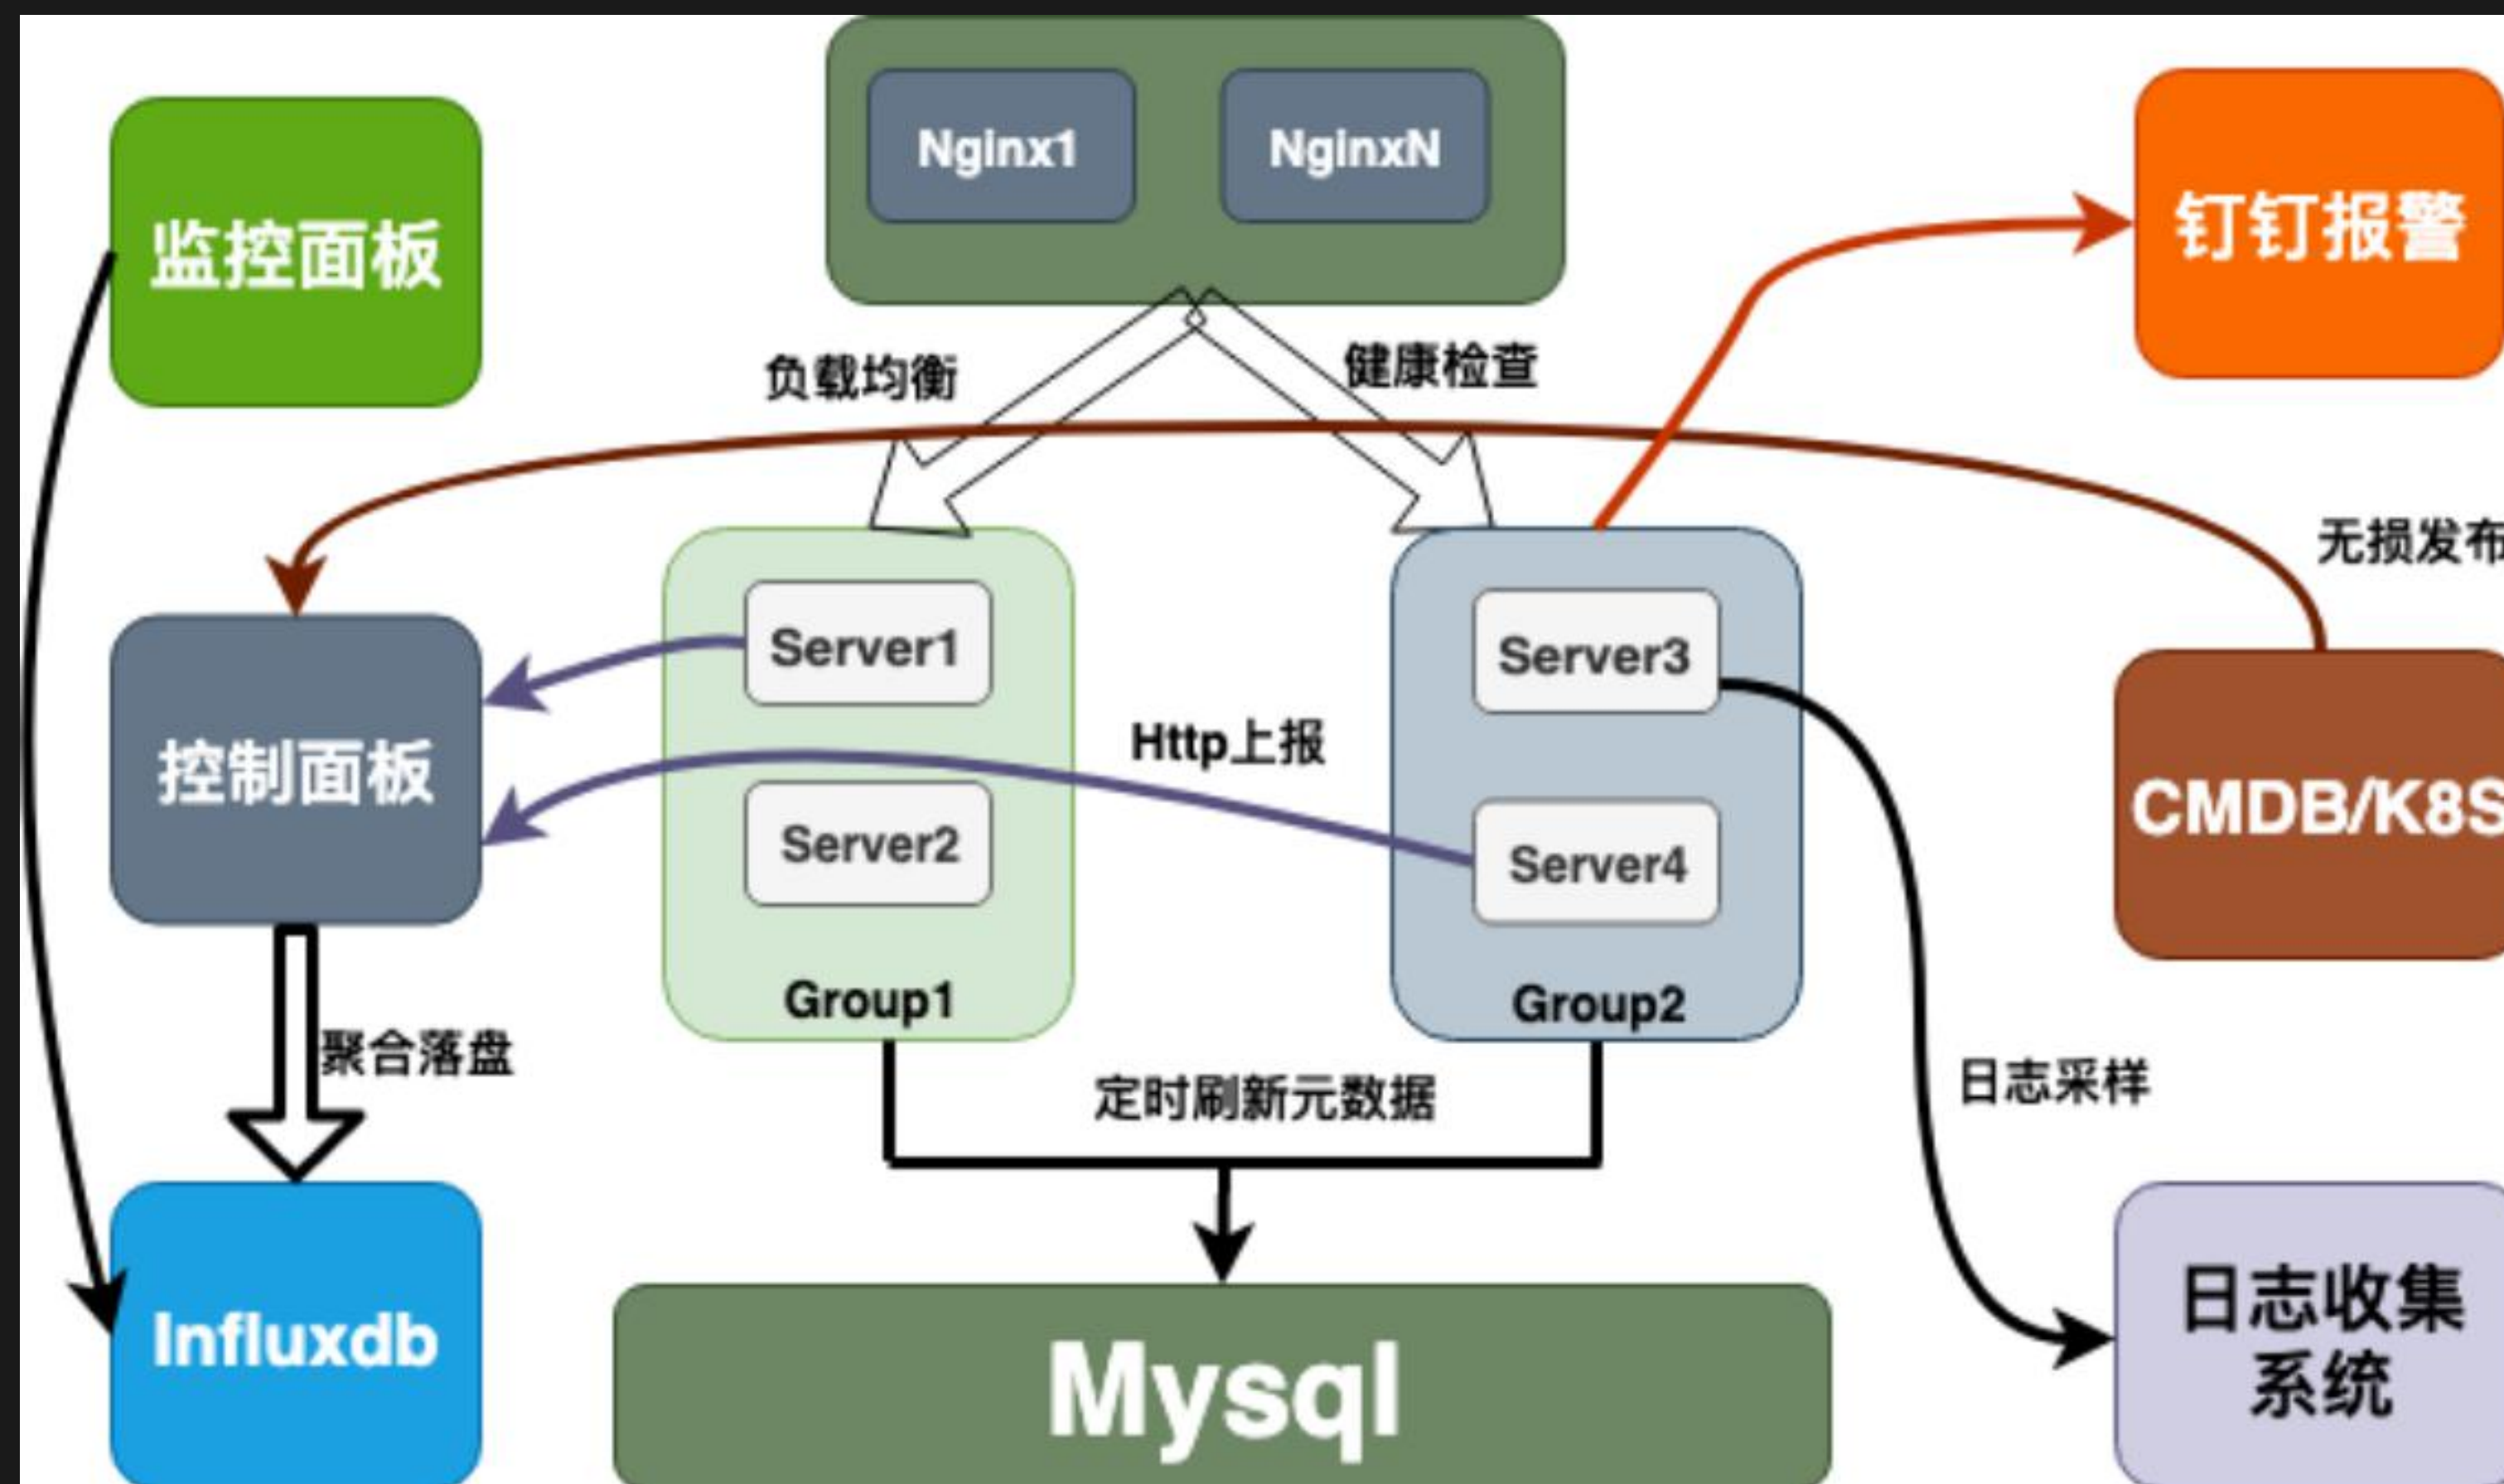 Nginx1
NginxN
监控面板
钉钉报警
负载均衡
健康检查
无损发布
Server1
Server3
Http上报
控制面板
Server2
Server4
CMDB/K8S
Group1
Group2
聚合落盘
定时刷新元数据
日志采样
Influxdb
Mysql
日志收集
系统